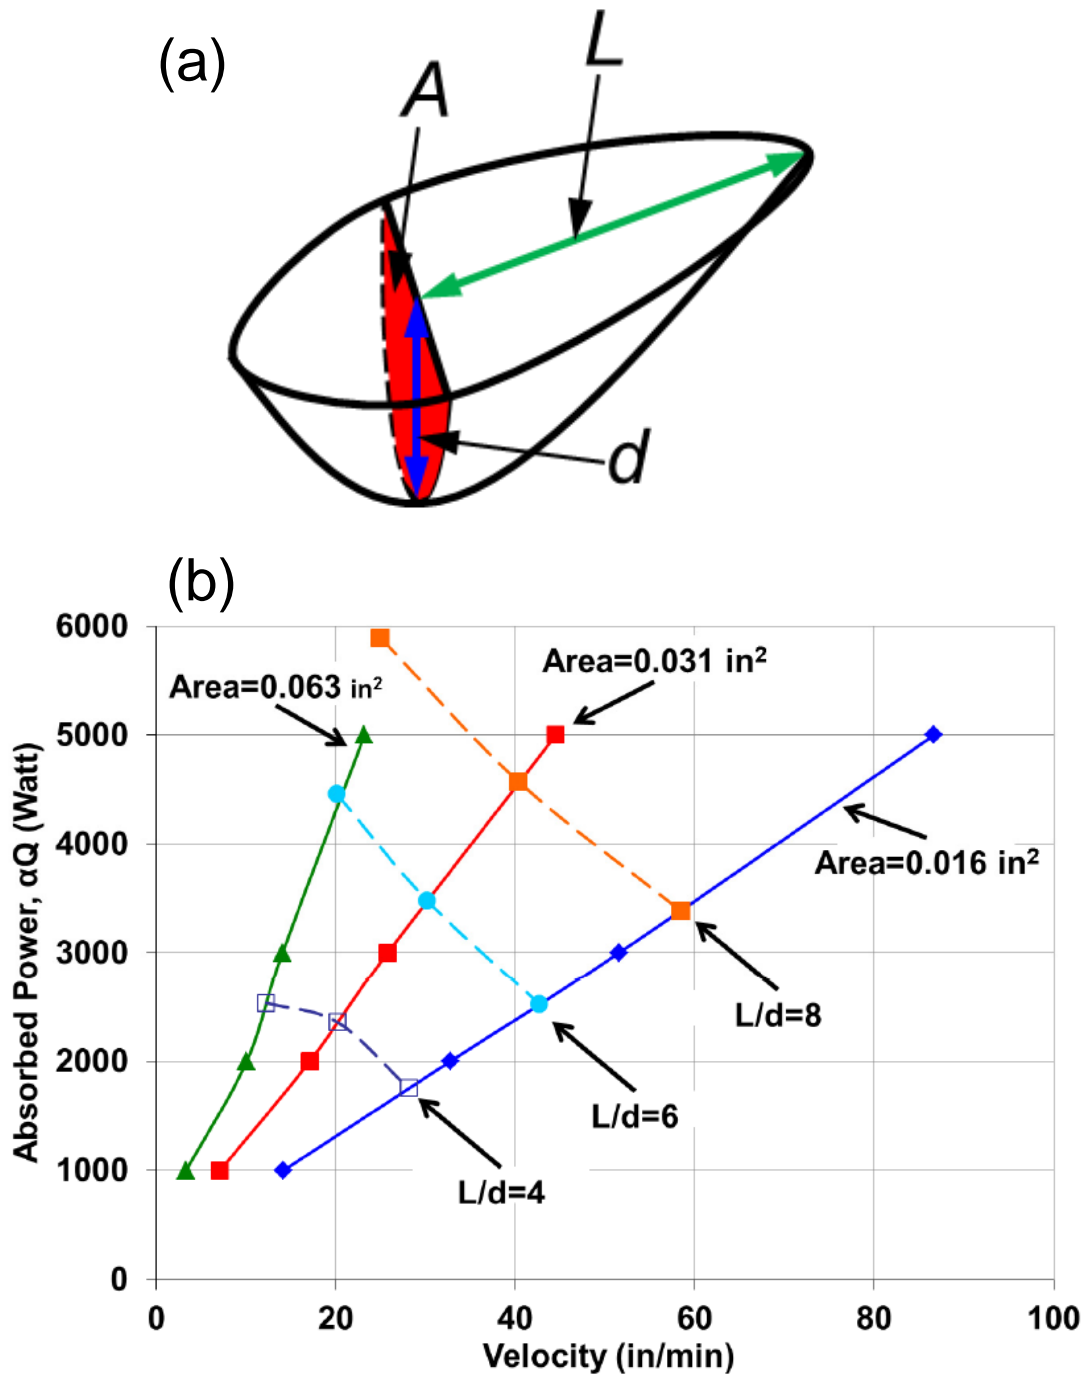 (a)
A
L
d
(b)
6000
5000
4000
3000
2000
1000
0
Absorbed Power, αQ (Watt)
Area=0.063 in²
Area=0.031 in²
Area=0.016 in²
L/d=8
L/d=6
L/d=4
0 20 40 60 80 100
Velocity (in/min)